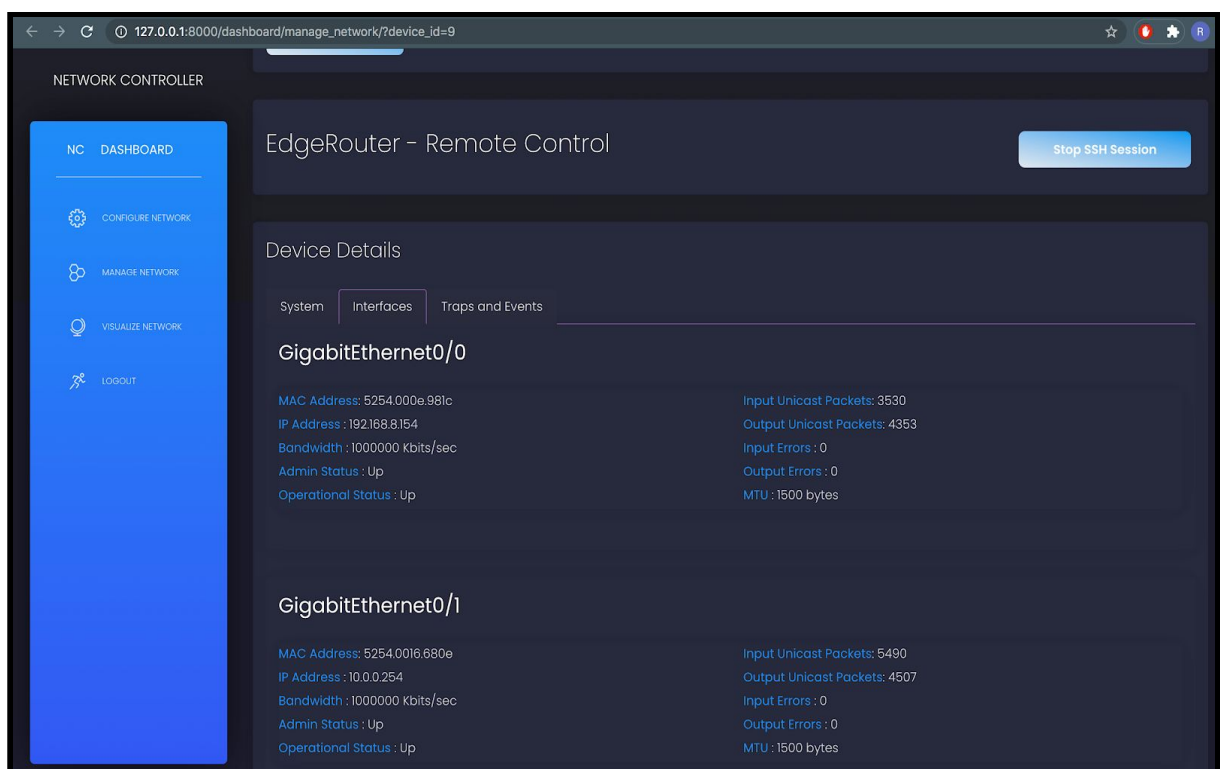 127.0.0.1:8000/dashboard/manage_network/?device_id=9
R
NETWORK CONTROLLER
NC DASHBOARD
CONFIGURE NETWORK
MANAGE NETWORK
VISUALIZE NETWORK
LOGOUT
EdgeRouter - Remote Control
Stop SSH Session
Device Details
System Interfaces Traps and Events
GigabitEthernet0/0
MAC Address: 5254.000e.981c
IP Address : 192.168.8.154
Bandwidth : 1000000 Kbits/sec
Admin Status : Up
Operational Status : Up
Input Unicast Packets: 3530
Output Unicast Packets: 4353
Input Errors : 0
Output Errors : 0
MTU : 1500 bytes
GigabitEthernet0/1
MAC Address: 5254.0016.680e
IP Address : 10.0.0.254
Bandwidth : 1000000 Kbits/sec
Admin Status : Up
Operational Status : Up
Input Unicast Packets: 5490
Output Unicast Packets: 4507
Input Errors : 0
Output Errors : 0
MTU : 1500 bytes